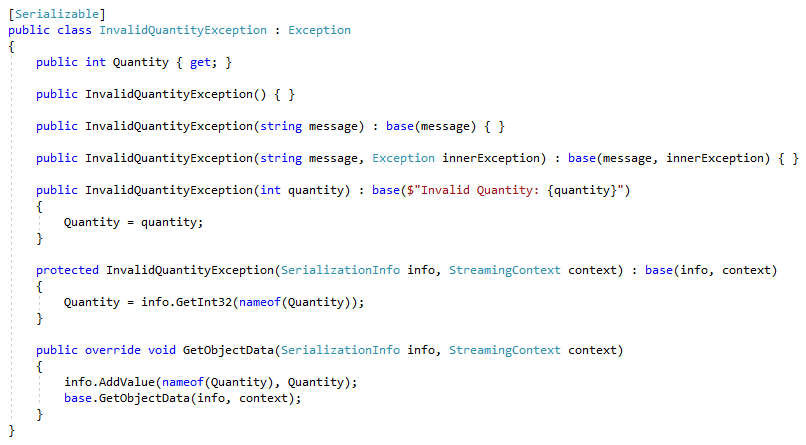 [Serializable]
public class InvalidQuantityException : Exception
{
    public int Quantity { get; }

    public InvalidQuantityException() { }

    public InvalidQuantityException(string message) : base(message) { }

    public InvalidQuantityException(string message, Exception innerException) : base(message, innerException) { }

    public InvalidQuantityException(int quantity) : base($"Invalid Quantity: {quantity}")
    {
        Quantity = quantity;
    }

    protected InvalidQuantityException(SerializationInfo info, StreamingContext context) : base(info, context)
    {
        Quantity = info.GetInt32(nameof(Quantity));
    }

    public override void GetObjectData(SerializationInfo info, StreamingContext context)
    {
        info.AddValue(nameof(Quantity), Quantity);
        base.GetObjectData(info, context);
    }
}